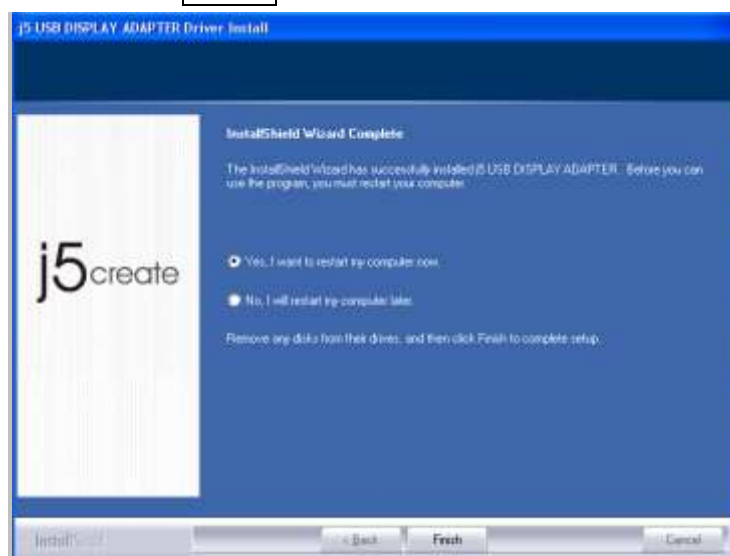 j5 USB DISPLAY ADAPTER Driver Install
InstallShield Wizard Complete
The InstallShield Wizard has successfully installed j5 USB DISPLAY ADAPTER. Before you can
use the program, you must restart your computer.
j5create
Yes, I want to restart my computer now.
No, I will restart my computer later.
Remove any disks from their drives, and then click Finish to complete setup.
InstallShield
< Back
Finish
Cancel